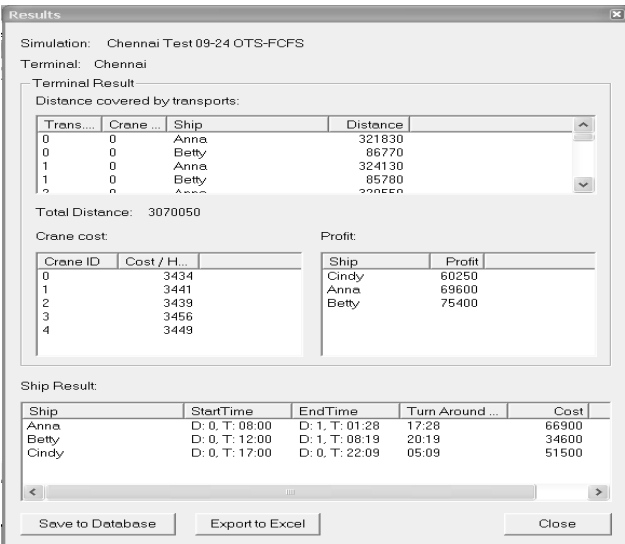 Results
Simulation: Chennai Test 09-24 OTS-FCFS
Terminal: Chennai
Terminal Result
Distance covered by transports:
Trans.... Crane ... Ship Distance
0 0 Anna 321830
0 0 Betty 86770
1 0 Anna 324130
1 0 Betty 85780
2 0 Anna 320550
Total Distance: 3070050
Crane cost:
Crane ID Cost / H...
0 3434
1 3441
2 3439
3 3456
4 3449
Profit:
Ship Profit
Cindy 60250
Anna 69600
Betty 75400
Ship Result:
Ship StartTime EndTime Turn Around ... Cost
Anna D: 0, T: 08:00 D: 1, T: 01:28 17:28 66900
Betty D: 0, T: 12:00 D: 1, T: 08:19 20:19 34600
Cindy D: 0, T: 17:00 D: 0, T: 22:09 05:09 51500
Save to Database Export to Excel Close